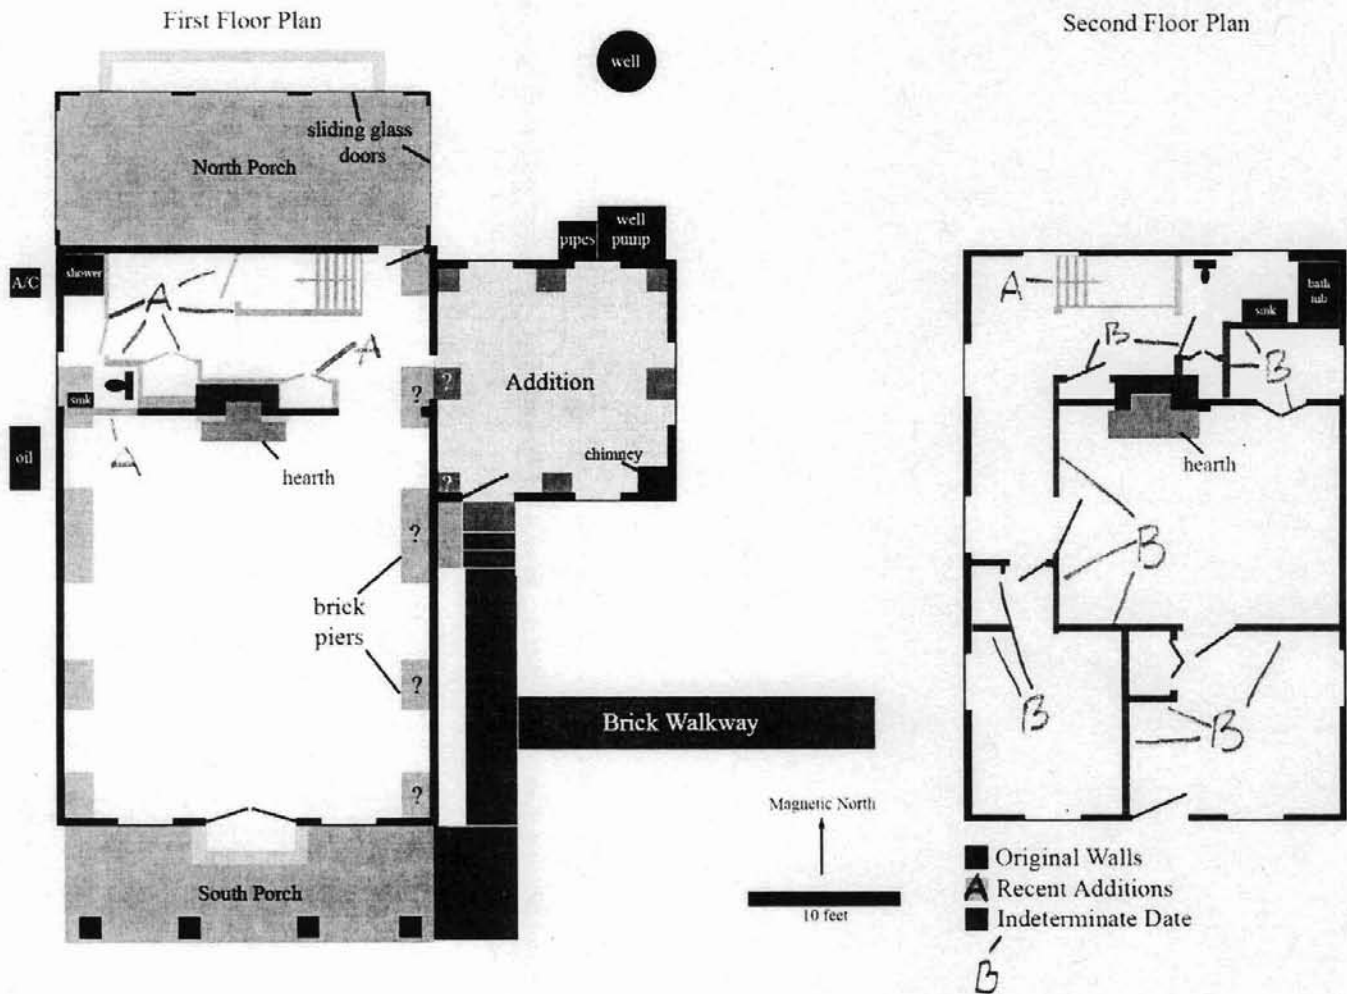 First Floor Plan
Second Floor Plan
well
sliding glass
doors
North Porch
well
pump
pipes
A/C
shower
A
A
sink
?
?
Addition
oil
A
hearth
chimney
?
?
brick
piers
?
?
Brick Walkway
South Porch
Magnetic North
10 feet
A
bath
tub
sink
B
B
hearth
B
B
B
Original Walls
A Recent Additions
Indeterminate Date
B